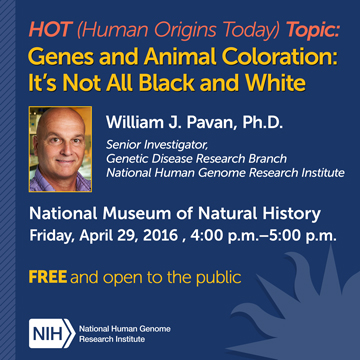 HOT (Human Origins Today) Topic:
Genes and Animal Coloration:
It's Not All Black and White
William J. Pavan, Ph.D.
Senior Investigator,
Genetic Disease Research Branch
National Human Genome Research Institute
National Museum of Natural History
Friday, April 29, 2016 , 4:00 p.m.–5:00 p.m.
FREE and open to the public
NIH National Human Genome
Research Institute